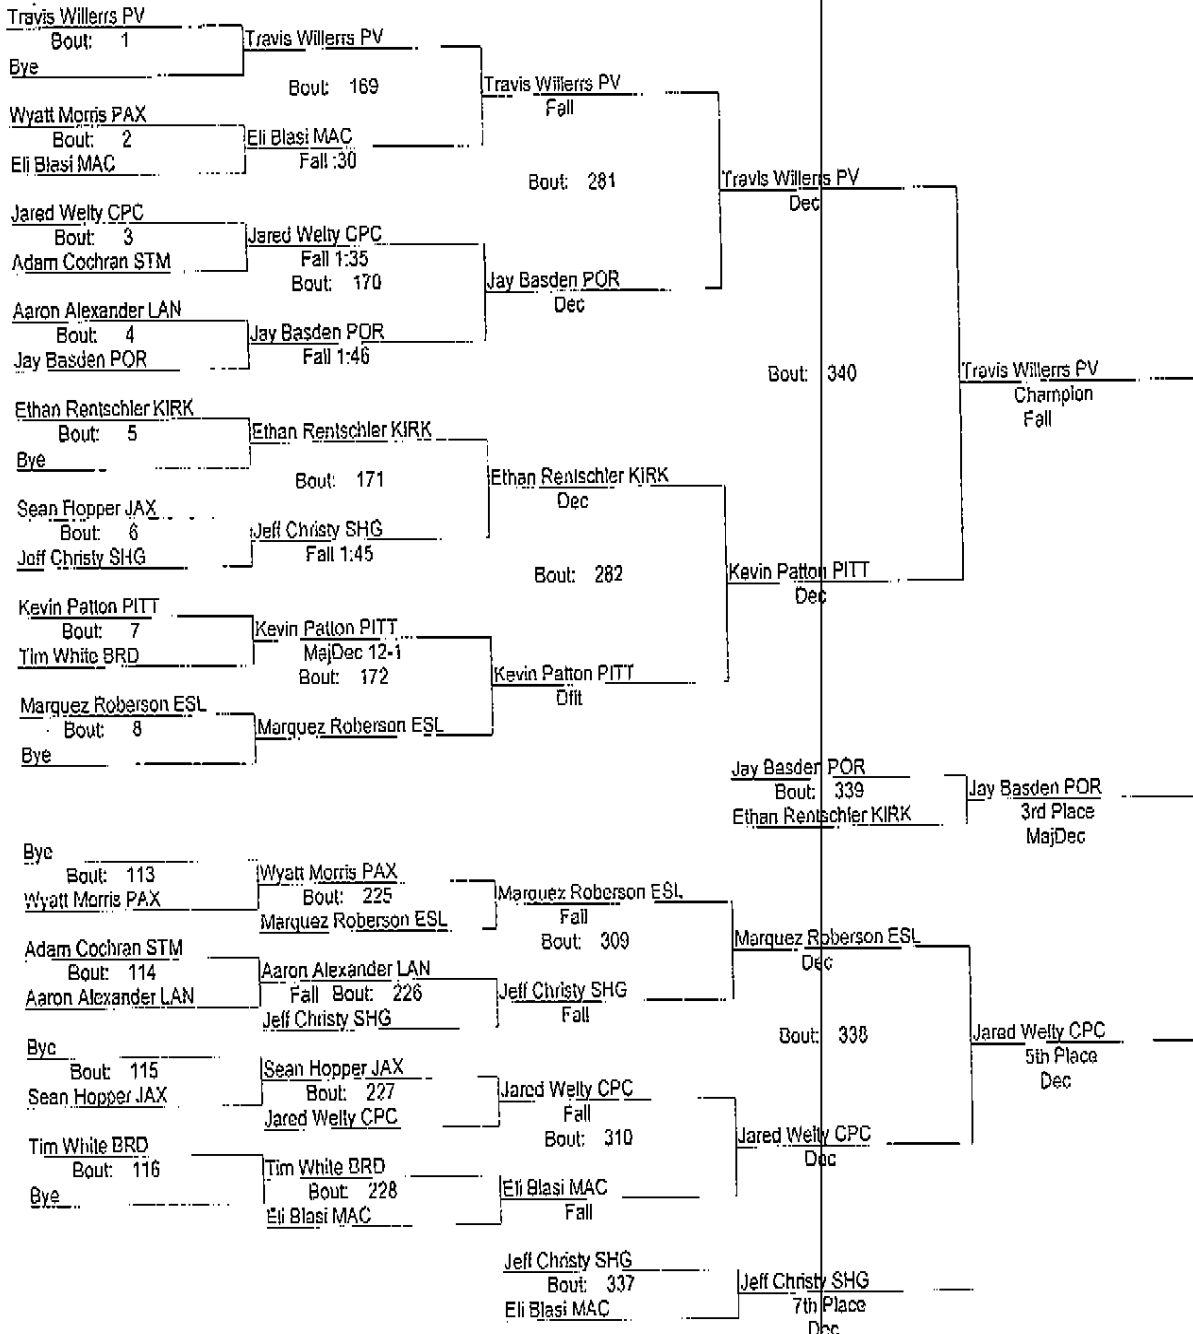 Travis Willerrs PV
Bout: 1
Bye
Travis Willerrs PV
Bout: 169
Wyatt Morris PAX
Bout: 2
Eli Blasi MAC
Eli Blasi MAC
Fall :30
Travis Willerrs PV
Fall
Bout: 281
Jared Welty CPC
Bout: 3
Adam Cochran STM
Jared Welty CPC
Fall 1:35
Bout: 170
Aaron Alexander LAN
Bout: 4
Jay Basden POR
Jay Basden POR
Fall 1:46
Jay Basden POR
Dec
Travis Willerrs PV
Dec
Bout: 340
Travis Willerrs PV
Champion
Fall
Ethan Rentschler KIRK
Bout: 5
Bye
Ethan Rentschler KIRK
Bout: 171
Sean Hopper JAX
Bout: 6
Jeff Christy SHG
Jeff Christy SHG
Fall 1:45
Ethan Rentschler KIRK
Dec
Bout: 282
Kevin Patton PITT
Bout: 7
Tim White BRD
Kevin Patton PITT
MajDec 12-1
Bout: 172
Marquez Roberson ESL
Bout: 8
Bye
Marquez Roberson ESL
Kevin Patton PITT
Dfit
Kevin Patton PITT
Dec
Jay Basden POR
Bout: 339
Ethan Rentschler KIRK
Jay Basden POR
3rd Place
MajDec
Bye
Bout: 113
Wyatt Morris PAX
Wyatt Morris PAX
Bout: 225
Marquez Roberson ESL
Marquez Roberson ESL
Fall
Bout: 309
Adam Cochran STM
Bout: 114
Aaron Alexander LAN
Aaron Alexander LAN
Fall Bout: 226
Jeff Christy SHG
Jeff Christy SHG
Fall
Marquez Roberson ESL
Dec
Bout: 338
Jared Welty CPC
5th Place
Dec
Bye
Bout: 115
Sean Hopper JAX
Sean Hopper JAX
Bout: 227
Jared Welty CPC
Jared Welty CPC
Fall
Bout: 310
Jared Welty CPC
Dec
Tim White BRD
Bout: 116
Bye
Tim White BRD
Bout: 228
Eli Blasi MAC
Eli Blasi MAC
Fall
Jeff Christy SHG
Bout: 337
Eli Blasi MAC
Jeff Christy SHG
7th Place
Dec